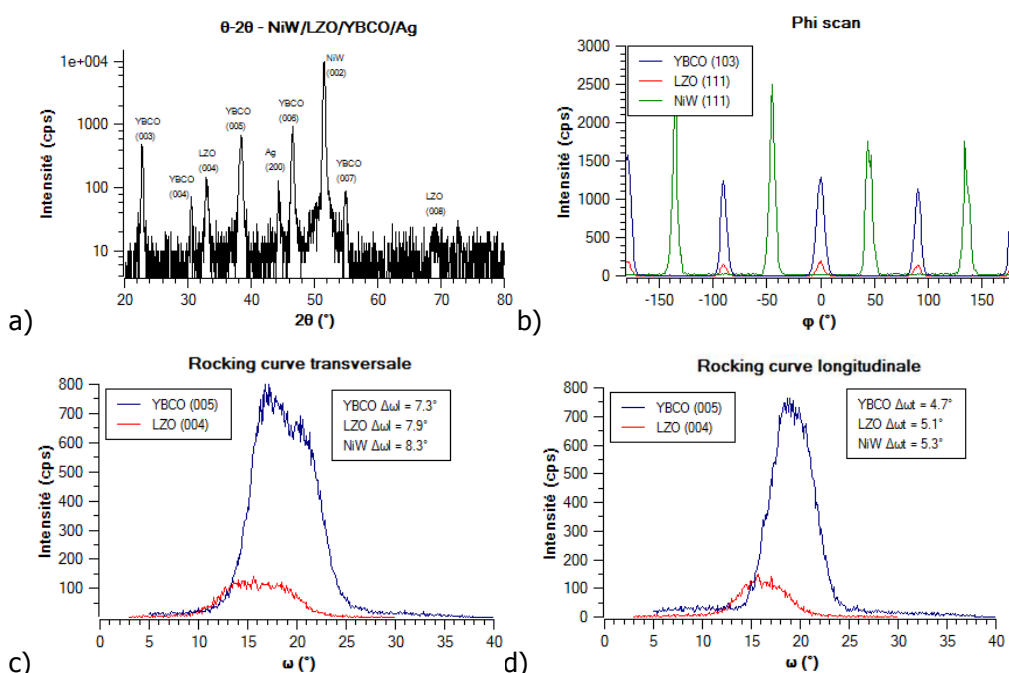 θ-2θ - NiW/LZO/YBCO/Ag
Intensité (cps)
1e+004
1000
100
10
YBCO
(003)
YBCO
(004)
LZO
(004)
YBCO
(005)
Ag
(200)
YBCO
(006)
NiW
(002)
YBCO
(007)
LZO
(008)
20 30 40 50 60 70 80
2θ (°)
a)
Phi scan
Intensité (cps)
3000
2500
2000
1500
1000
500
0
YBCO (103)
LZO (111)
NiW (111)
-150 -100 -50 0 50 100 150
φ (°)
b)
Rocking curve transversale
Intensité (cps)
800
700
600
500
400
300
200
100
YBCO (005)
LZO (004)
YBCO Δωl = 7.3°
LZO Δωl = 7.9°
NiW Δωl = 8.3°
0 10 20 30 40
ω (°)
c)
Rocking curve longitudinale
Intensité (cps)
800
700
600
500
400
300
200
100
0
YBCO (005)
LZO (004)
YBCO Δωt = 4.7°
LZO Δωt = 5.1°
NiW Δωt = 5.3°
0 5 10 15 20 25 30 35 40
ω (°)
d)